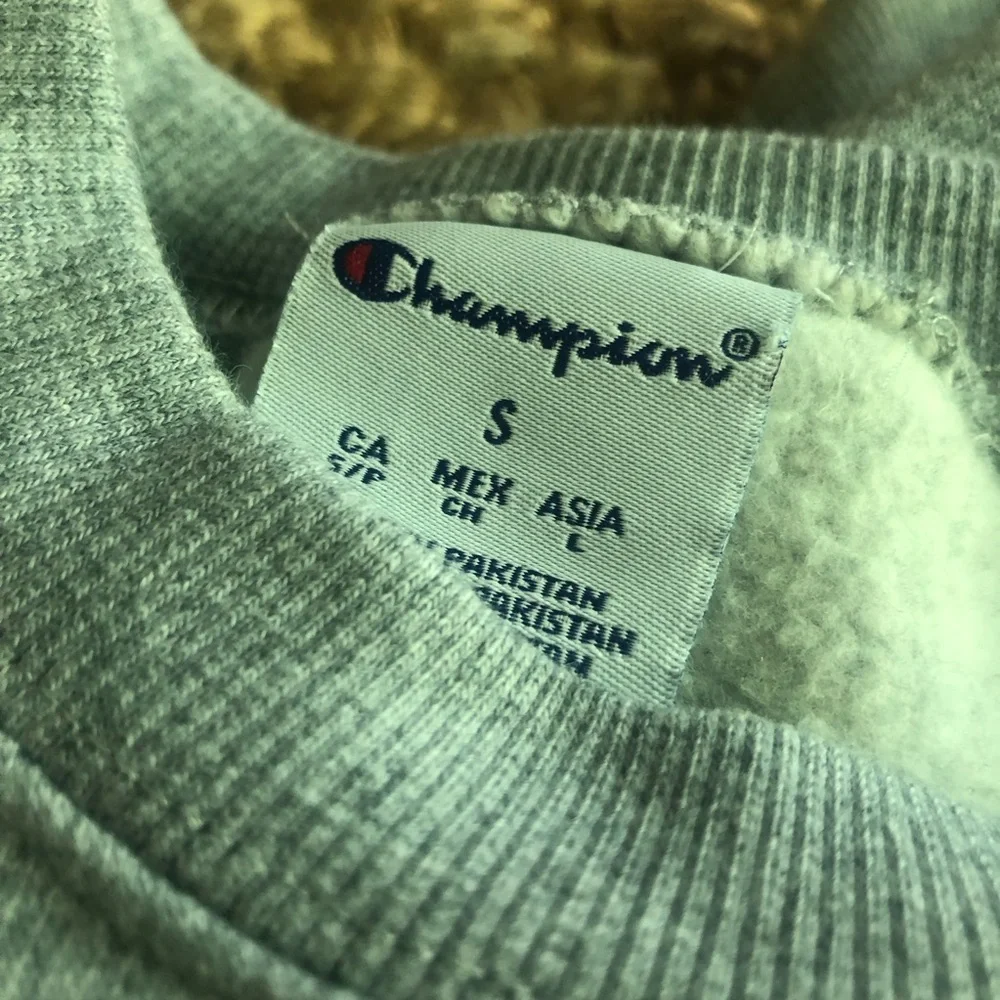 Champion®
S
CA MEX ASIA
S/P CH L
PAKISTAN
PAKISTAN